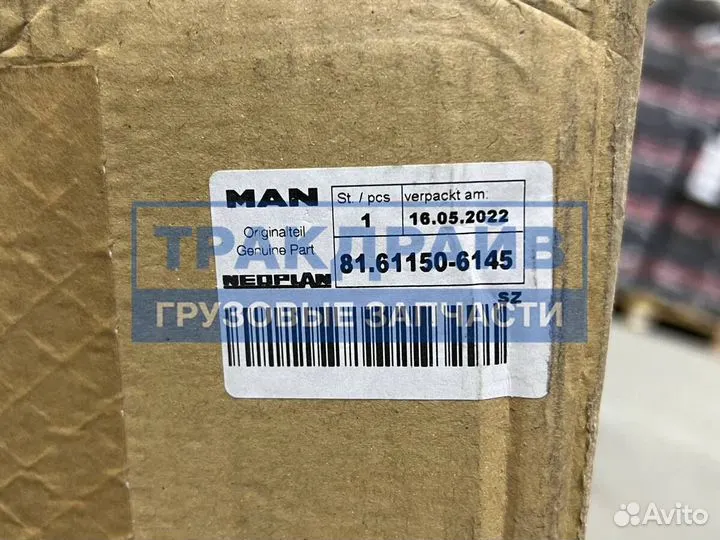 MAN
St. / pcs
verpackt am:
1
16.05.2022
Originalteil
Genuine Part
81.61150-6145
NEOPLAN
SZ
ТРАКДРАЙВ
ГРУЗОВЫЕ ЗАПЧАСТИ
Avito